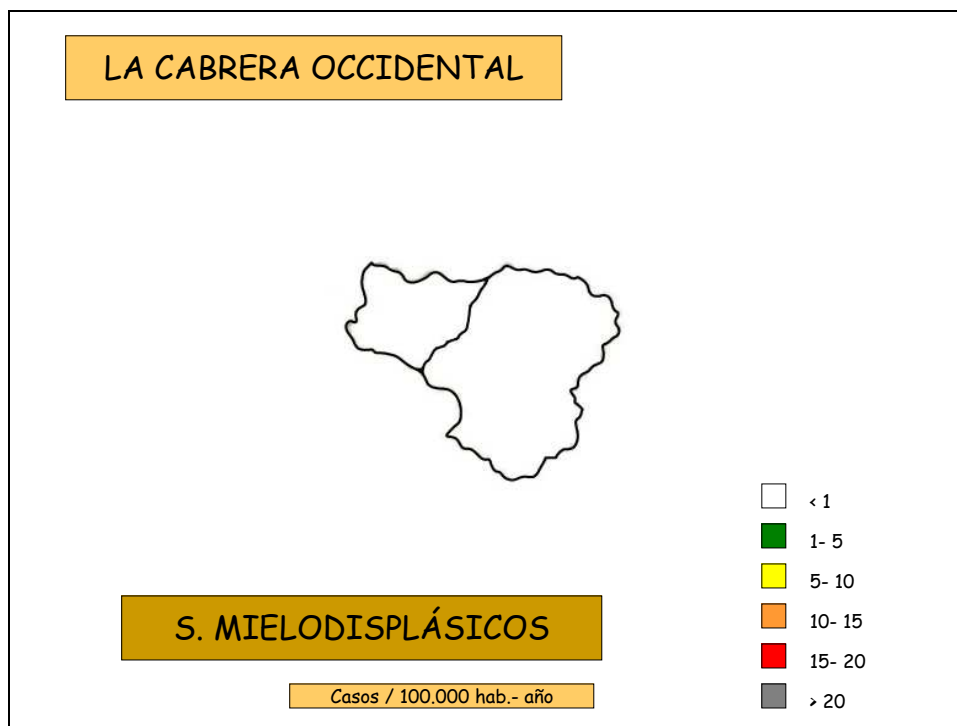 LA CABRERA OCCIDENTAL
< 1
1- 5
5- 10
10- 15
15- 20
> 20
S. MIELODISPLÁSICOS
Casos / 100.000 hab.- año